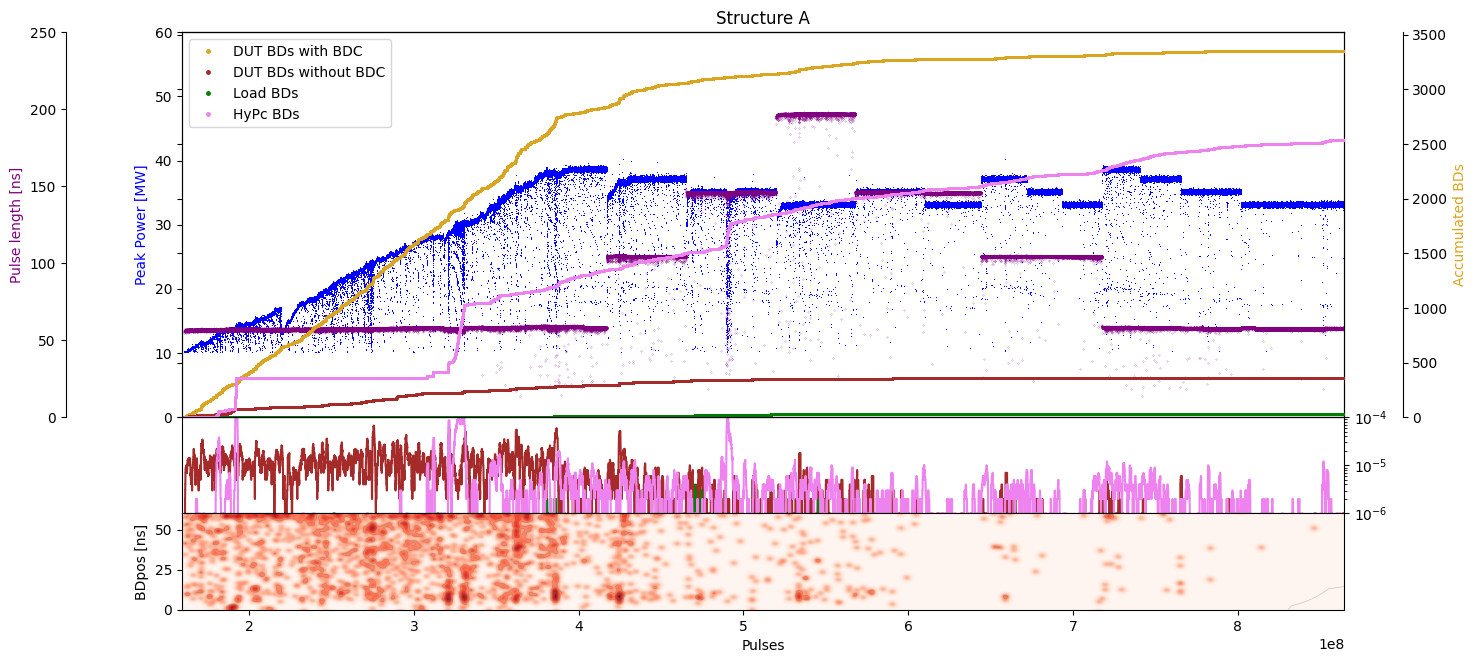 Structure A
250
200
150
100
50
0
Pulse length [ns]
60
50
40
30
20
10
0
Peak Power [MW]
DUT BDs with BDC
DUT BDs without BDC
Load BDs
HyPc BDs
3500
3000
2500
2000
1500
1000
500
0
Accumulated BDs
10⁻⁴
10⁻⁵
10⁻⁶
50
25
0
BDpos [ns]
2 3 4 5 6 7 8
1e8
Pulses